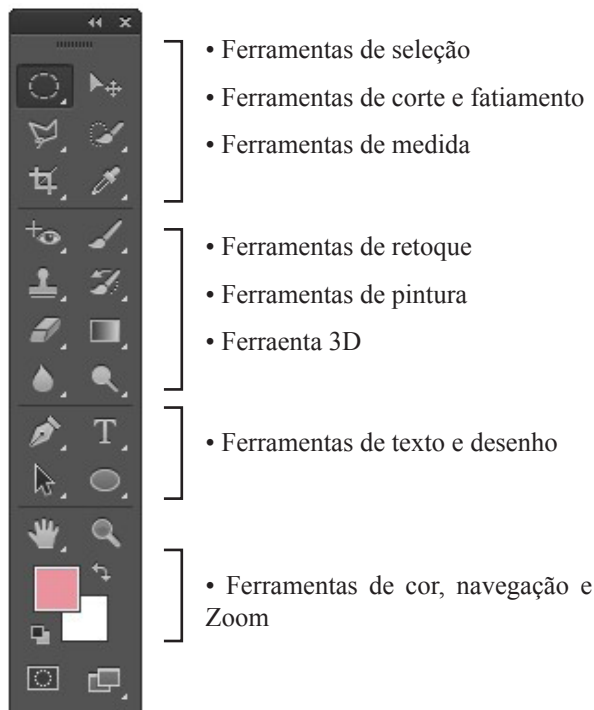 • Ferramentas de seleção
• Ferramentas de corte e fatiamento
• Ferramentas de medida
• Ferramentas de retoque
• Ferramentas de pintura
• Ferraenta 3D
T
• Ferramentas de texto e desenho
• Ferramentas de cor, navegação e
Zoom